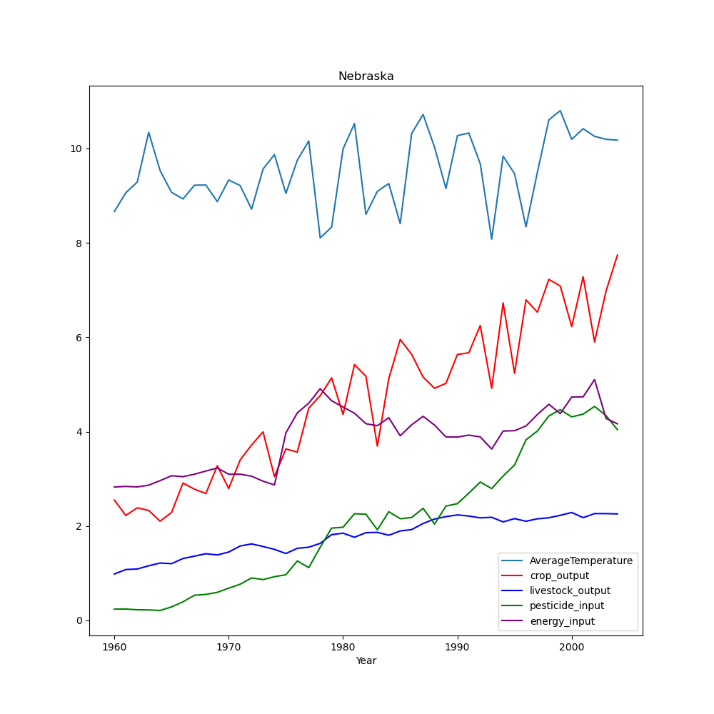 Nebraska
10
8
6
4
2
0
1960 1970 1980 1990 2000
Year
AverageTemperature
crop_output
livestock_output
pesticide_input
energy_input